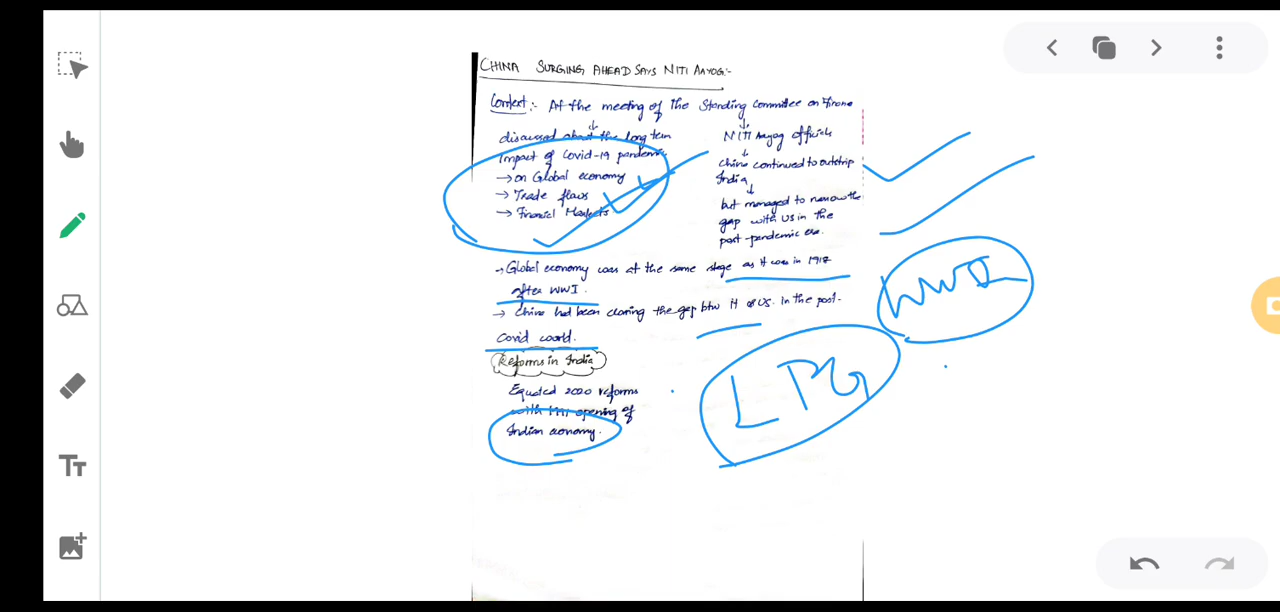 CHINA SURGING AHEAD SAYS NITI AAYOG:-
Context:- At the meeting of the Standing Committee on Finance
discussed about the long term
Impact of Covid-19 pandemic
→ on Global economy
→ Trade flows
→ Financial Markets
NITI Aayog officials
China continued to outstrip
India
but managed to narrow the
gap with US in the
post-pandemic era.
→ Global economy was at the same stage as it was in 1918
after WWI.
→ China had been closing the gap btw it & US. In the post-
Covid world.
WWI
Reforms in India
Equated 2020 reforms
with 1991 opening of
Indian economy.
LPG
TT